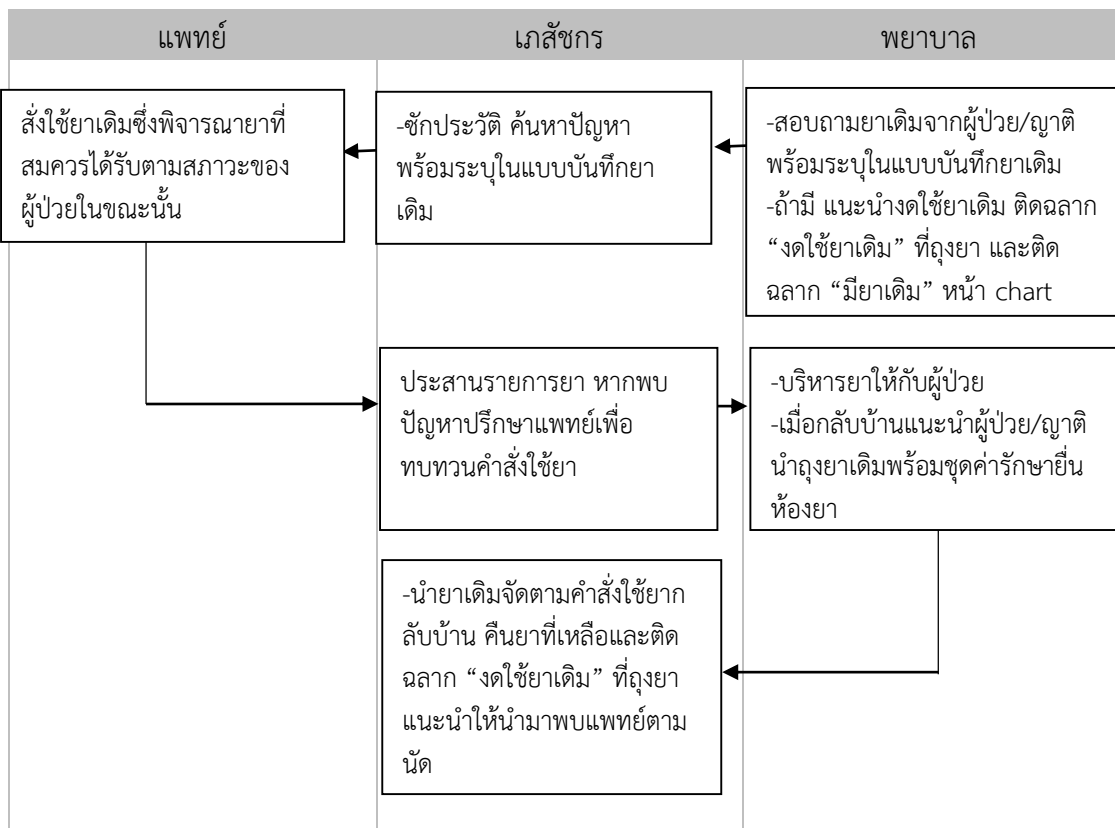 แพทย์
เภสัชกร
พยาบาล
สั่งใช้ยาเดิมซึ่งพิจารณายาที่
สมควรได้รับตามสภาวะของ
ผู้ป่วยในขณะนั้น
-ซักประวัติ ค้นหาปัญหา
พร้อมระบุในแบบบันทึกยา
เดิม
-สอบถามยาเดิมจากผู้ป่วย/ญาติ
พร้อมระบุในแบบบันทึกยาเดิม
-ถ้ามี แนะนำงดใช้ยาเดิม ติดฉลาก
“งดใช้ยาเดิม” ที่ถุงยา และติด
ฉลาก “มียาเดิม” หน้า chart
ประสานรายการยา หากพบ
ปัญหาปรึกษาแพทย์เพื่อ
ทบทวนคำสั่งใช้ยา
-บริหารยาให้กับผู้ป่วย
-เมื่อกลับบ้านแนะนำผู้ป่วย/ญาติ
นำถุงยาเดิมพร้อมชุดค่ารักษายื่น
ห้องยา
-นำยาเดิมจัดตามคำสั่งใช้ยาก
ลับบ้าน คืนยาที่เหลือและติด
ฉลาก “งดใช้ยาเดิม” ที่ถุงยา
แนะนำให้นำมาพบแพทย์ตาม
นัด